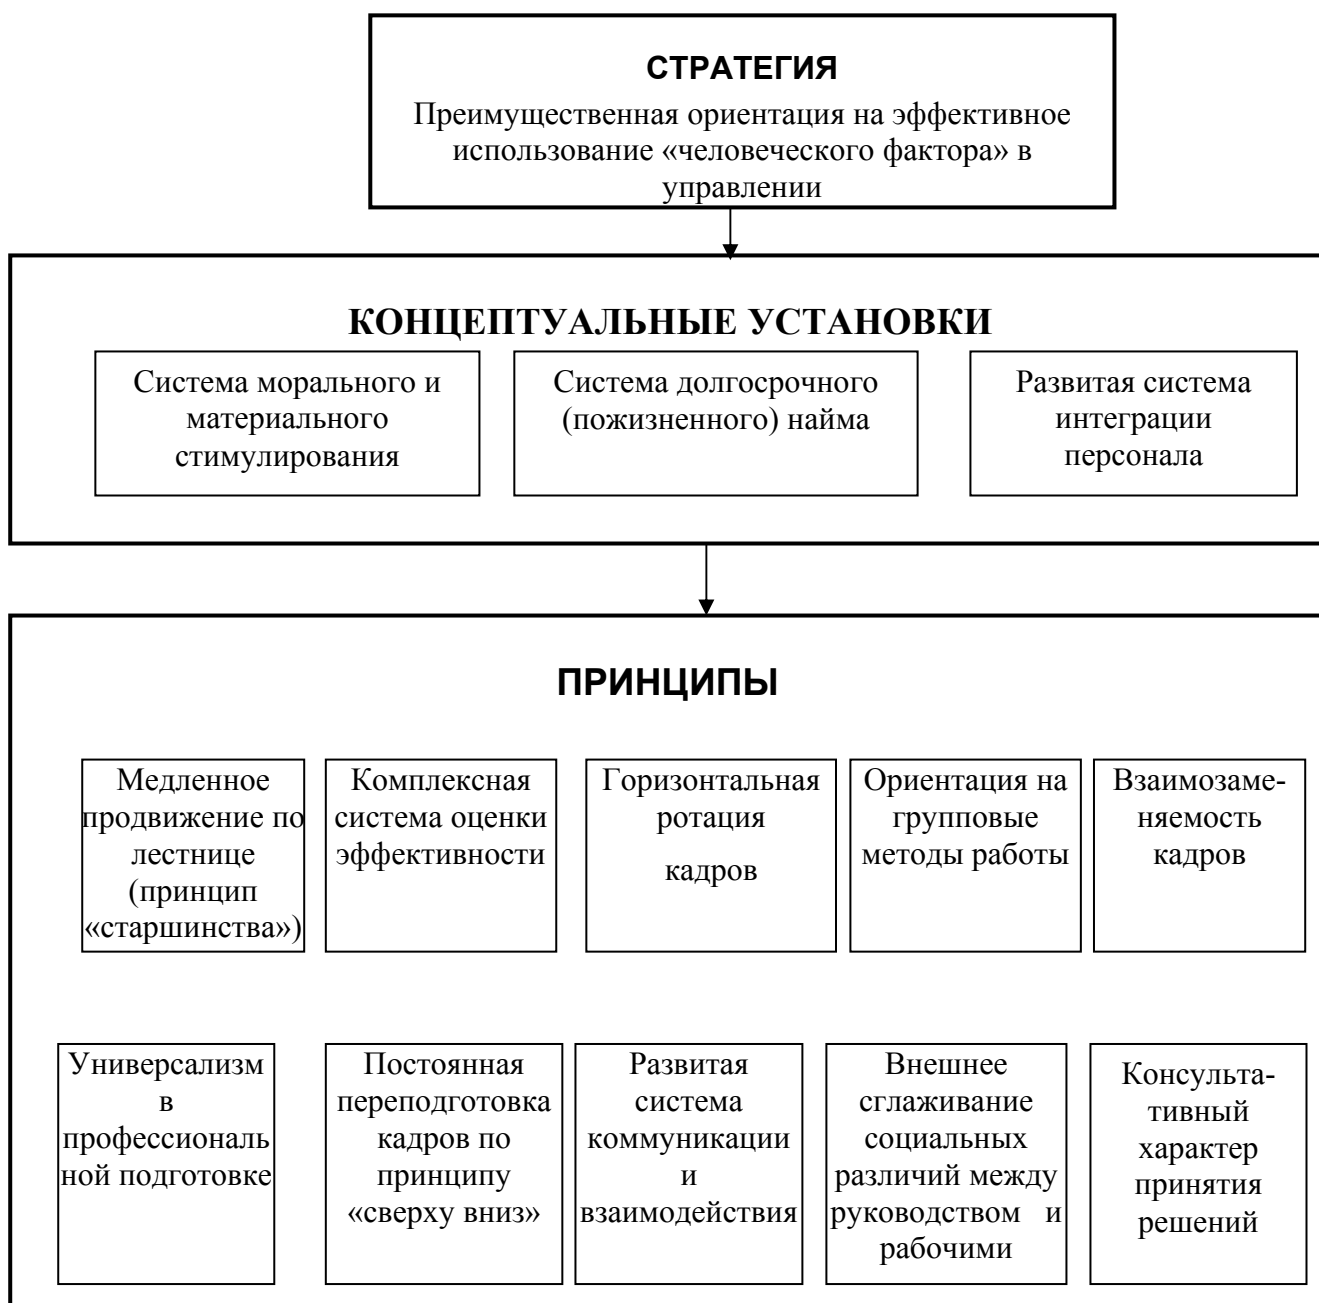 СТРАТЕГИЯ
Преимущественная ориентация на эффективное
использование «человеческого фактора» в
управлении
КОНЦЕПТУАЛЬНЫЕ УСТАНОВКИ
Система морального и
материального
стимулирования
Система долгосрочного
(пожизненного) найма
Развитая система
интеграции
персонала
ПРИНЦИПЫ
Медленное
продвижение по
лестнице
(принцип
«старшинства»)
Комплексная
система оценки
эффективности
Горизонтальная
ротация
кадров
Ориентация на
групповые
методы работы
Взаимозаме-
няемость
кадров
Универсализм
в
профессиональ
ной подготовке
Постоянная
переподготовка
кадров по
принципу
«сверху вниз»
Развитая
система
коммуникации
и
взаимодействия
Внешнее
сглаживание
социальных
различий между
руководством и
рабочими
Консульта-
тивный
характер
принятия
решений